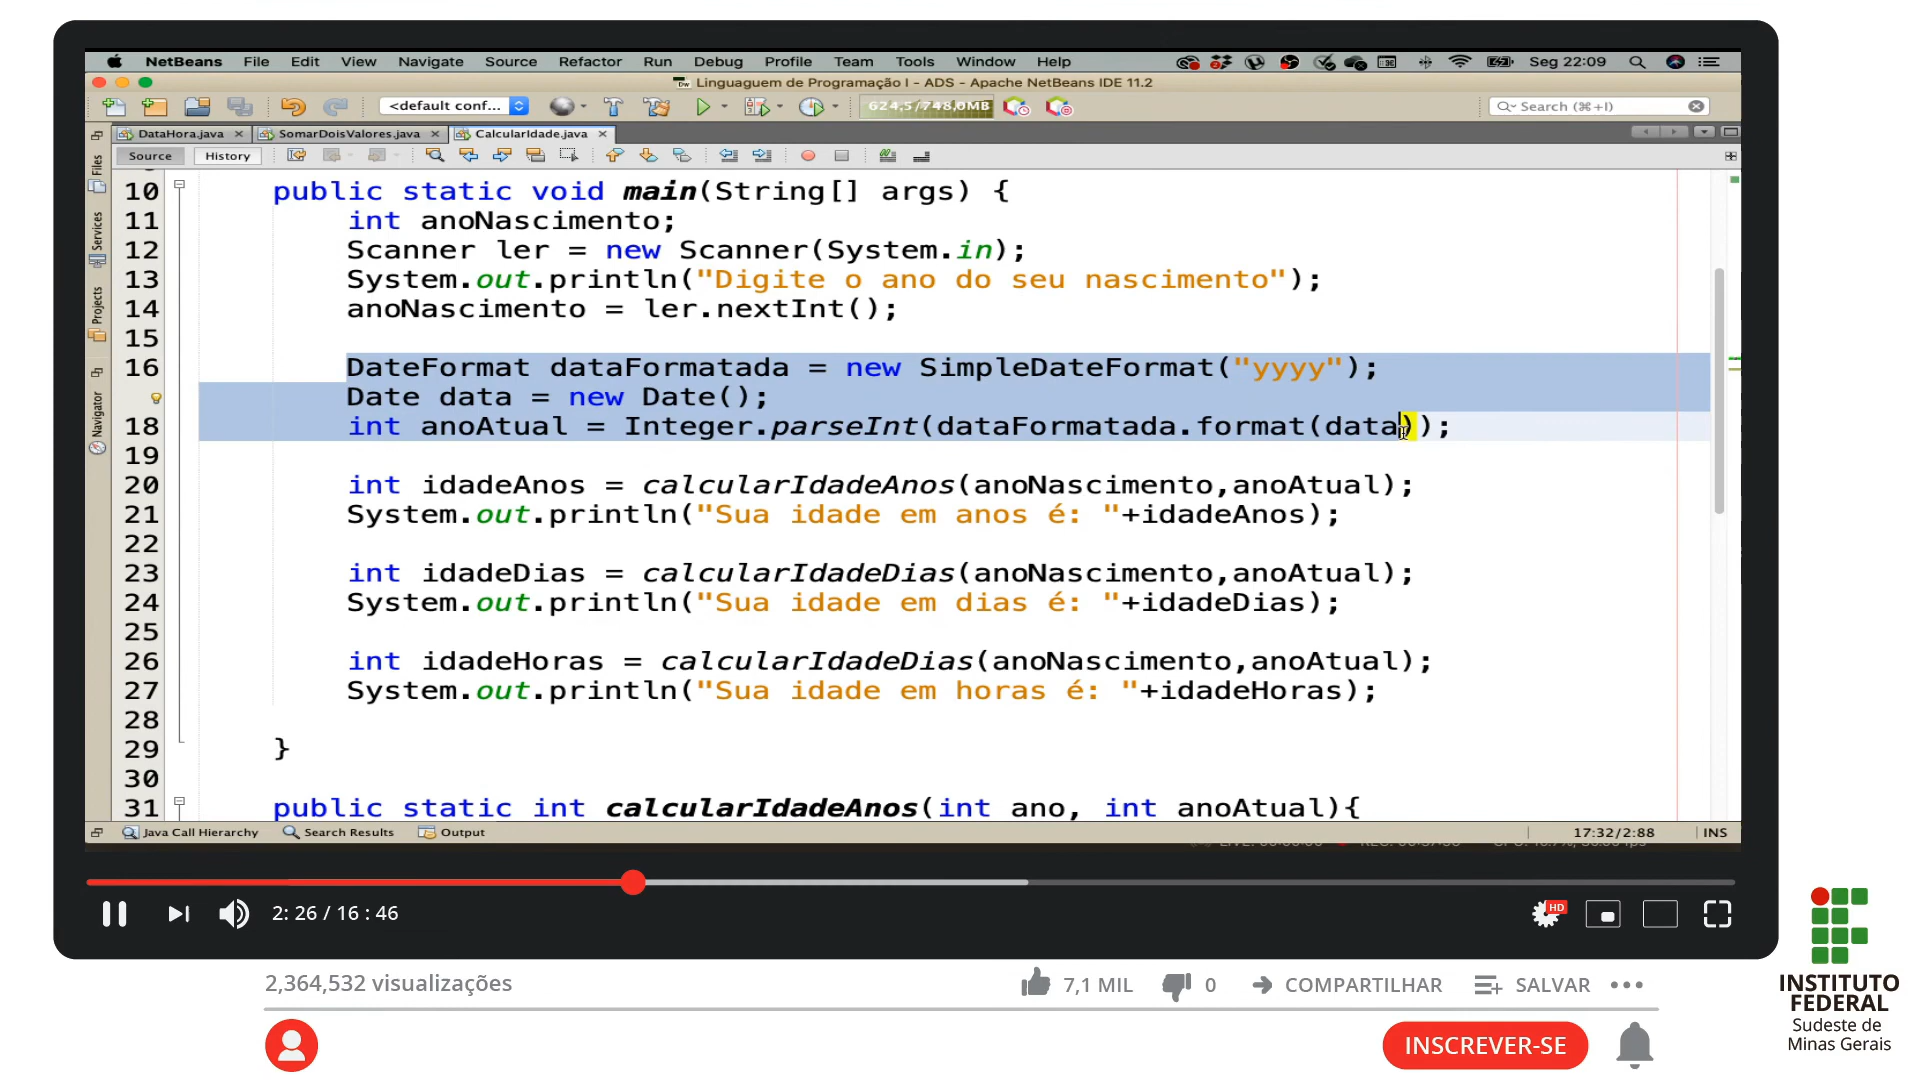 NetBeans File Edit View Navigate Source Refactor Run Debug Profile Team Tools Window Help Seg 22:09
Linguaguem de Programação I - ADS - Apache NetBeans IDE 11.2
<default conf... 624,5/748,0MB Search (⌘+I)
DataHora.java SomarDoisValores.java CalcularIdade.java
Source History
Files
Services
Projects
Navigator
10 public static void main(String[] args) {
11 int anoNascimento;
12 Scanner ler = new Scanner(System.in);
13 System.out.println("Digite o ano do seu nascimento");
14 anoNascimento = ler.nextInt();
15
16 DateFormat dataFormatada = new SimpleDateFormat("yyyy");
Date data = new Date();
18 int anoAtual = Integer.parseInt(dataFormatada.format(data));
19
20 int idadeAnos = calcularIdadeAnos(anoNascimento,anoAtual);
21 System.out.println("Sua idade em anos é: "+idadeAnos);
22
23 int idadeDias = calcularIdadeDias(anoNascimento,anoAtual);
24 System.out.println("Sua idade em dias é: "+idadeDias);
25
26 int idadeHoras = calcularIdadeDias(anoNascimento,anoAtual);
27 System.out.println("Sua idade em horas é: "+idadeHoras);
28
29 }
30
31 public static int calcularIdadeAnos(int ano, int anoAtual){
Java Call Hierarchy Search Results Output 17:32/2:88 INS
2: 26 / 16 : 46 HD
2,364,532 visualizações 7,1 MIL 0 COMPARTILHAR SALVAR
INSCREVER-SE
INSTITUTO
FEDERAL
Sudeste de
Minas Gerais